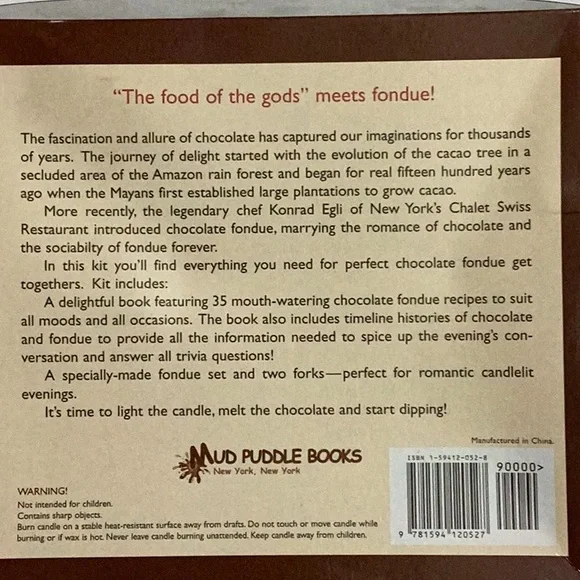 “The food of the gods” meets fondue!
The fascination and allure of chocolate has captured our imaginations for thousands
of years. The journey of delight started with the evolution of the cacao tree in a
secluded area of the Amazon rain forest and began for real fifteen hundred years
ago when the Mayans first established large plantations to grow cacao.
More recently, the legendary chef Konrad Egli of New York’s Chalet Swiss
Restaurant introduced chocolate fondue, marrying the romance of chocolate and
the sociabilty of fondue forever.
In this kit you’ll find everything you need for perfect chocolate fondue get
togethers. Kit includes:
A delightful book featuring 35 mouth-watering chocolate fondue recipes to suit
all moods and all occasions. The book also includes timeline histories of chocolate
and fondue to provide all the information needed to spice up the evening’s con-
versation and answer all trivia questions!
A specially-made fondue set and two forks—perfect for romantic candlelit
evenings.
It’s time to light the candle, melt the chocolate and start dipping!
MUD PUDDLE BOOKS
New York, New York
Manufactured in China.
ISBN 1-59412-052-8
90000>
9 781594 120527
WARNING!
Not intended for children.
Contains sharp objects.
Burn candle on a stable heat-resistant surface away from drafts. Do not touch or move candle while
burning or if wax is hot. Never leave candle burning unattended. Keep candle away from children.